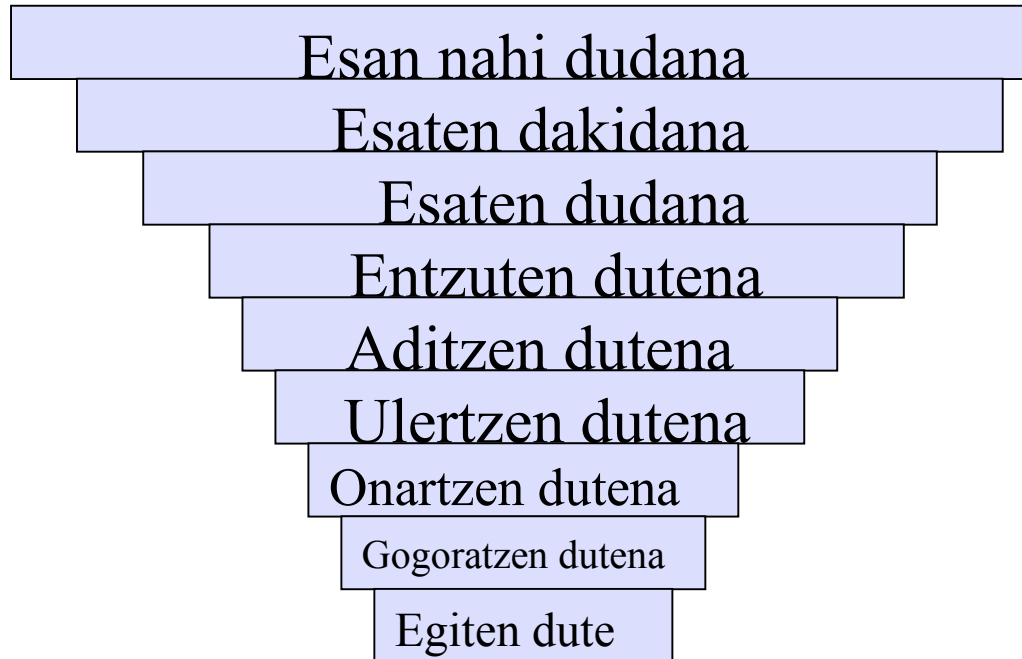 Esan nahi dudana
Esaten dakidana
Esaten dudana
Entzuten dutena
Aditzen dutena
Ulertzen dutena
Onartzen dutena
Gogoratzen dutena
Egiten dute